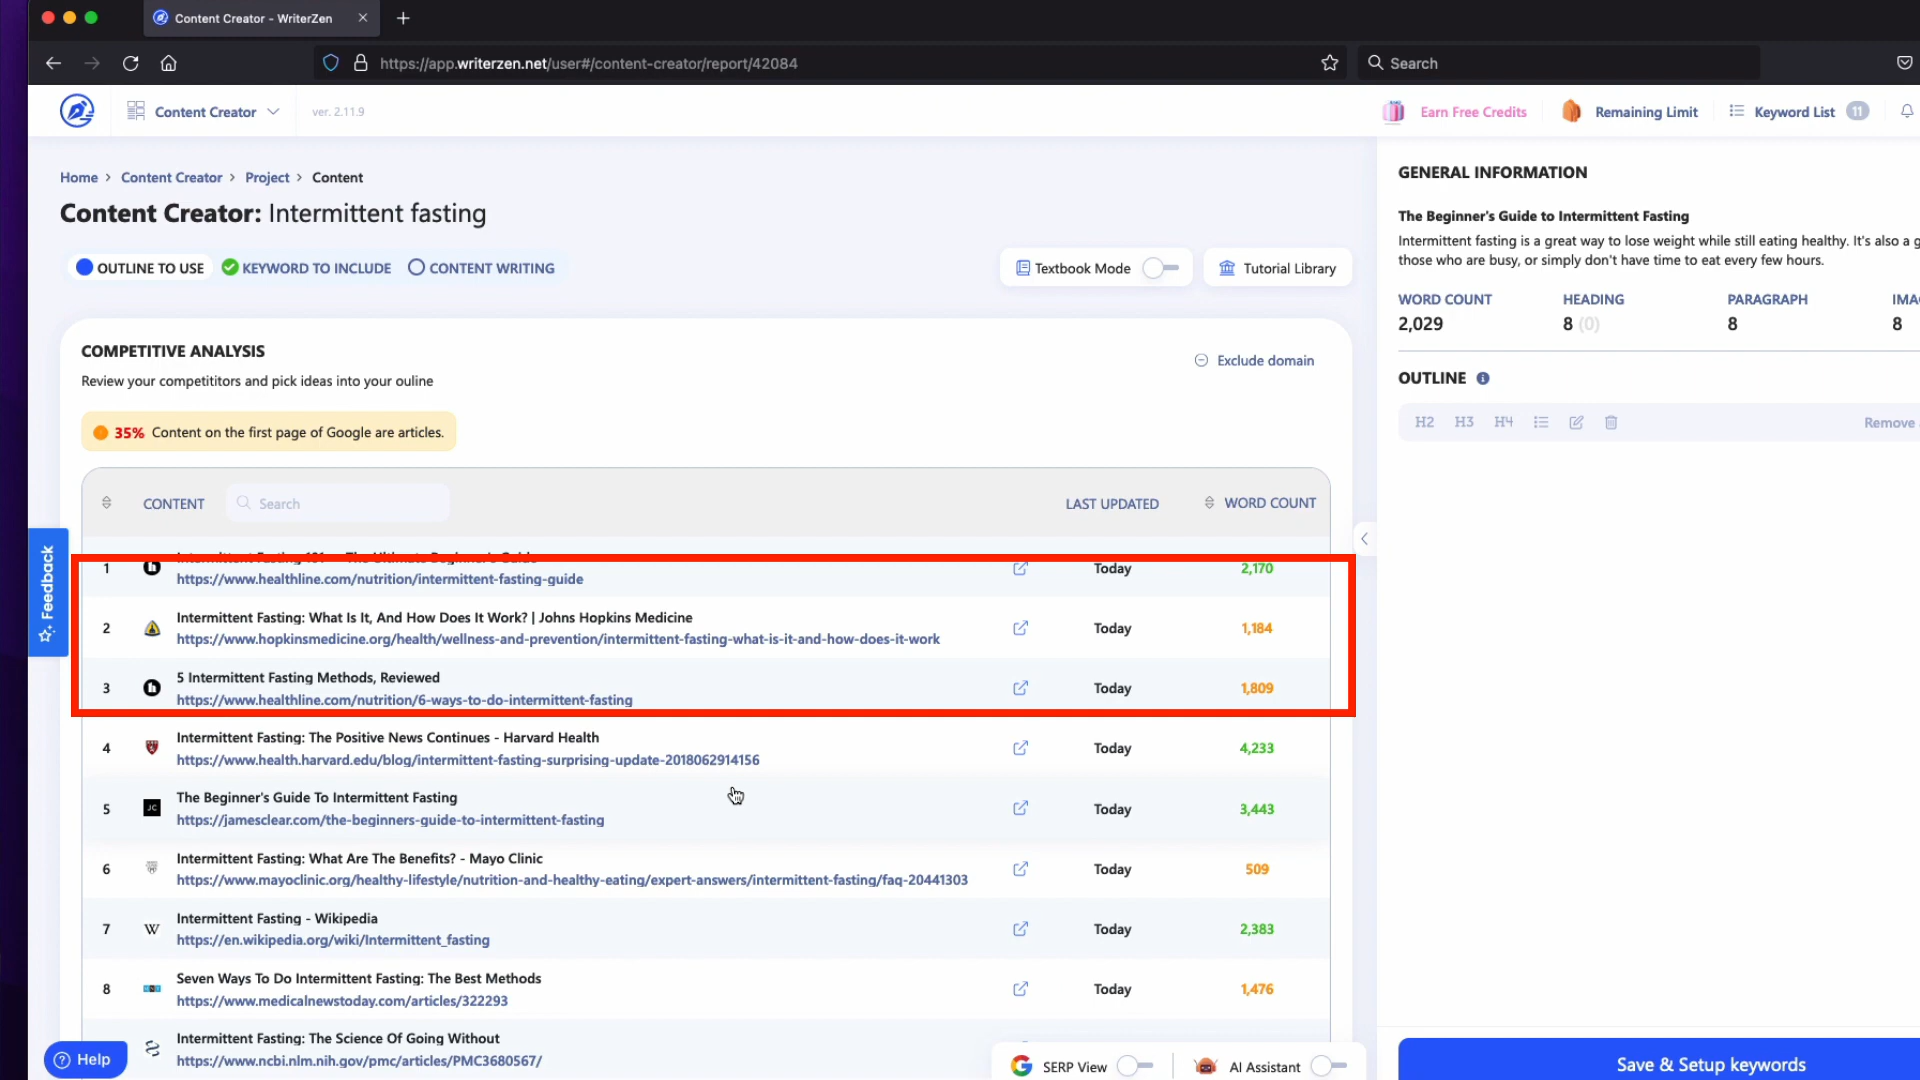 Content Creator - WriterZen
https://app.writerzen.net/user#/content-creator/report/42084
Search
Content Creator
ver. 2.11.9
Earn Free Credits
Remaining Limit
Keyword List 11
Home > Content Creator > Project > Content
Content Creator: Intermittent fasting
OUTLINE TO USE
KEYWORD TO INCLUDE
CONTENT WRITING
Textbook Mode
Tutorial Library
COMPETITIVE ANALYSIS
Exclude domain
Review your competititors and pick ideas into your ouline
35% Content on the first page of Google are articles.
CONTENT
Search
LAST UPDATED
WORD COUNT
Intermittent Fasting 101 — The Ultimate Beginner's Guide
1
https://www.healthline.com/nutrition/intermittent-fasting-guide
Today
2,170
2
Intermittent Fasting: What Is It, And How Does It Work? | Johns Hopkins Medicine
https://www.hopkinsmedicine.org/health/wellness-and-prevention/intermittent-fasting-what-is-it-and-how-does-it-work
Today
1,184
3
5 Intermittent Fasting Methods, Reviewed
https://www.healthline.com/nutrition/6-ways-to-do-intermittent-fasting
Today
1,809
4
Intermittent Fasting: The Positive News Continues - Harvard Health
https://www.health.harvard.edu/blog/intermittent-fasting-surprising-update-2018062914156
Today
4,233
5
JC
The Beginner's Guide To Intermittent Fasting
https://jamesclear.com/the-beginners-guide-to-intermittent-fasting
Today
3,443
6
Intermittent Fasting: What Are The Benefits? - Mayo Clinic
https://www.mayoclinic.org/healthy-lifestyle/nutrition-and-healthy-eating/expert-answers/intermittent-fasting/faq-20441303
Today
509
7
W
Intermittent Fasting - Wikipedia
https://en.wikipedia.org/wiki/Intermittent_fasting
Today
2,383
8
Seven Ways To Do Intermittent Fasting: The Best Methods
https://www.medicalnewstoday.com/articles/322293
Today
1,476
Intermittent Fasting: The Science Of Going Without
https://www.ncbi.nlm.nih.gov/pmc/articles/PMC3680567/
Feedback
Help
SERP View
AI Assistant
GENERAL INFORMATION
The Beginner's Guide to Intermittent Fasting
Intermittent fasting is a great way to lose weight while still eating healthy. It's also a g
those who are busy, or simply don't have time to eat every few hours.
WORD COUNT
2,029
HEADING
8 (0)
PARAGRAPH
8
IMA
8
OUTLINE
H2 H3 H4
Remove
Save & Setup keywords